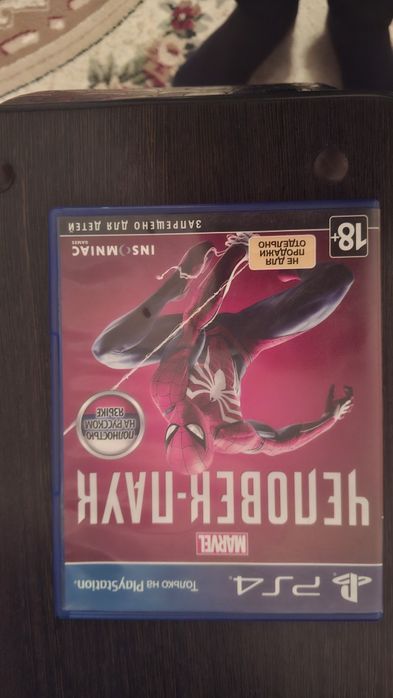 PS4
Только на PlayStation.
MARVEL
ЧЕЛОВЕК-ПАУК
ПОЛНОСТЬЮ
НА РУССКОМ
ЯЗЫКЕ
НЕ ДЛЯ
ПРОДАЖИ
ОТДЕЛЬНО
18+
INSOMNIAC
GAMES
ЗАПРЕЩЕНО ДЛЯ ДЕТЕЙ